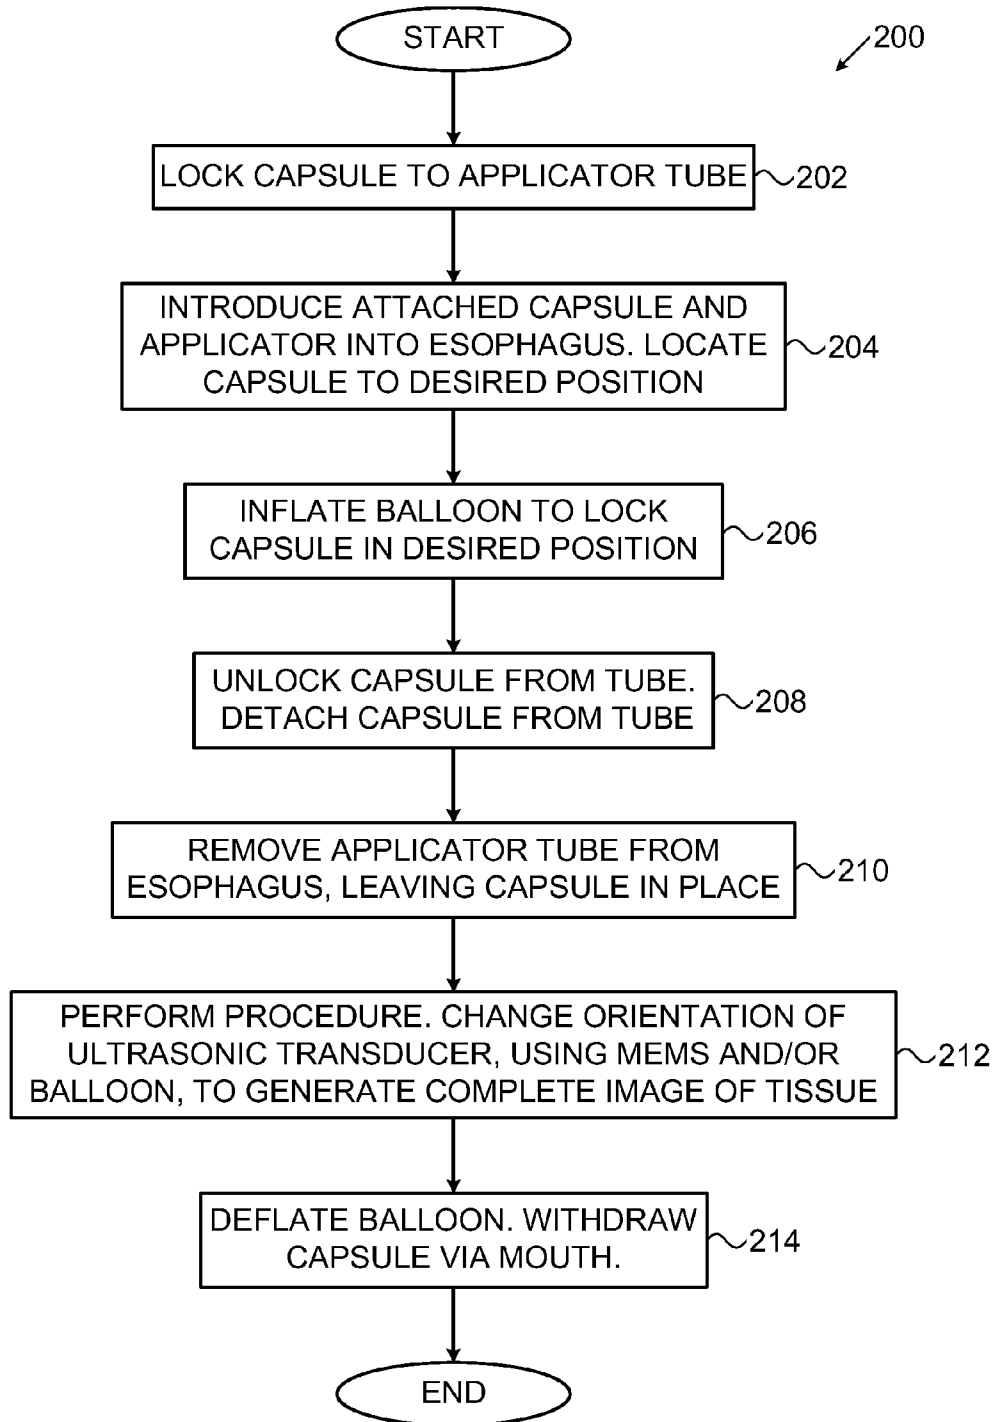 START
200
LOCK CAPSULE TO APPLICATOR TUBE
202
INTRODUCE ATTACHED CAPSULE AND
APPLICATOR INTO ESOPHAGUS. LOCATE
CAPSULE TO DESIRED POSITION
204
INFLATE BALLOON TO LOCK
CAPSULE IN DESIRED POSITION
206
UNLOCK CAPSULE FROM TUBE.
DETACH CAPSULE FROM TUBE
208
REMOVE APPLICATOR TUBE FROM
ESOPHAGUS, LEAVING CAPSULE IN PLACE
210
PERFORM PROCEDURE. CHANGE ORIENTATION OF
ULTRASONIC TRANSDUCER, USING MEMS AND/OR
BALLOON, TO GENERATE COMPLETE IMAGE OF TISSUE
212
DEFLATE BALLOON. WITHDRAW
CAPSULE VIA MOUTH.
214
END